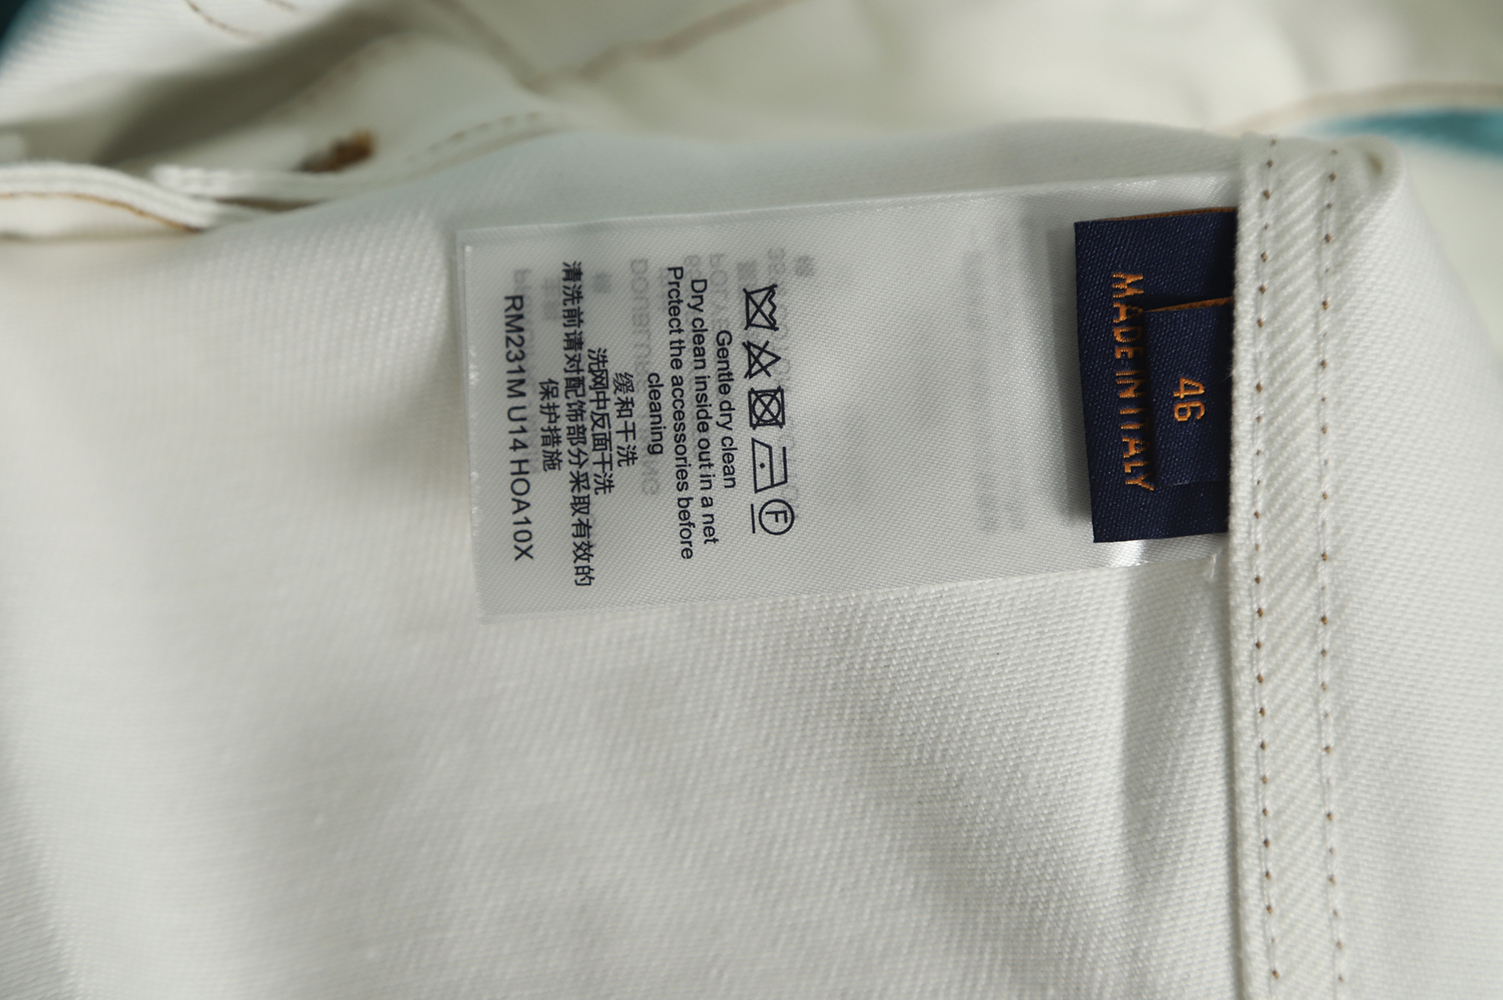 MADE IN ITALY
46
F
Gentle dry clean
Dry clean inside out in a net
Prctect the accessories before
cleaning
缓和干洗
洗网中反面干洗
清洗前请对配饰部分采取有效的
保护措施
RM231M U14 HOA10X